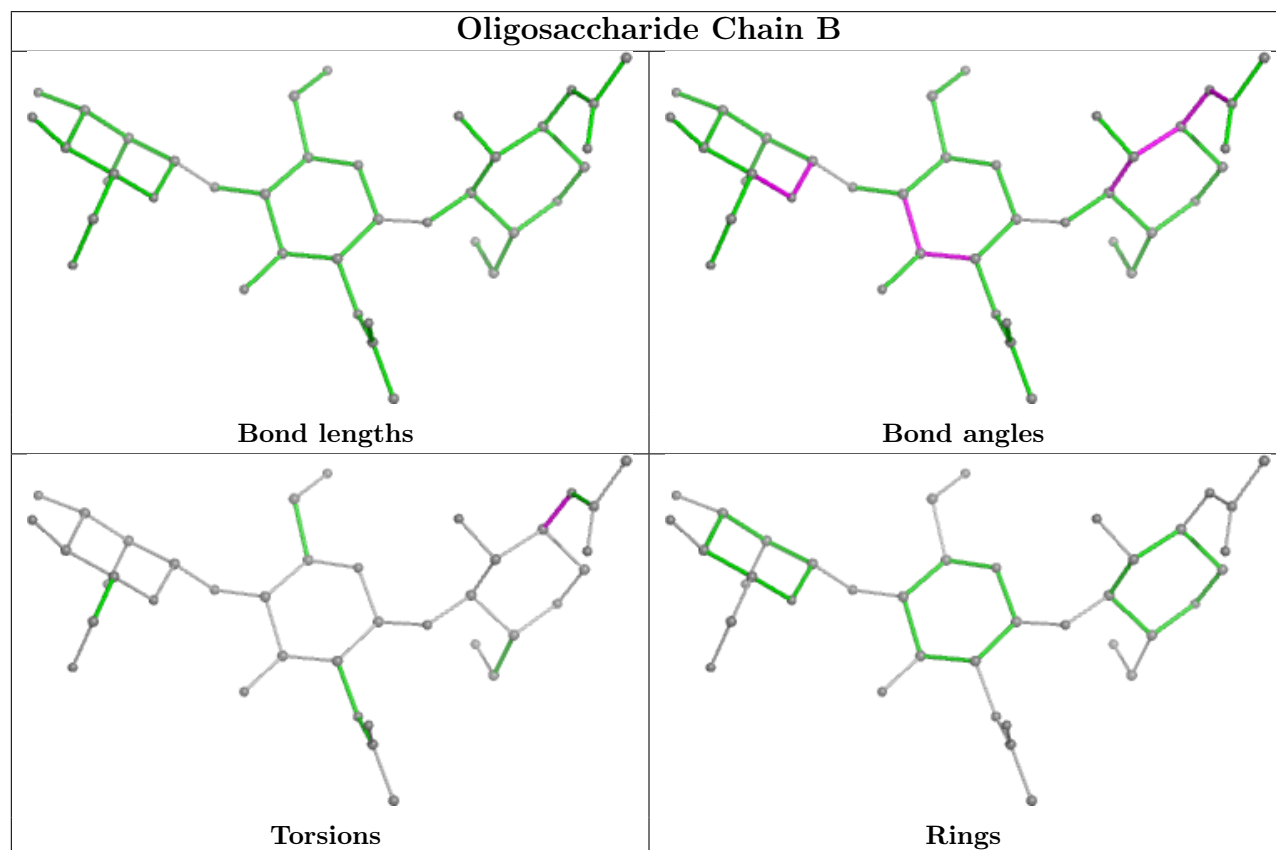 Oligosaccharide Chain B
Bond lengths
Bond angles
Torsions
Rings